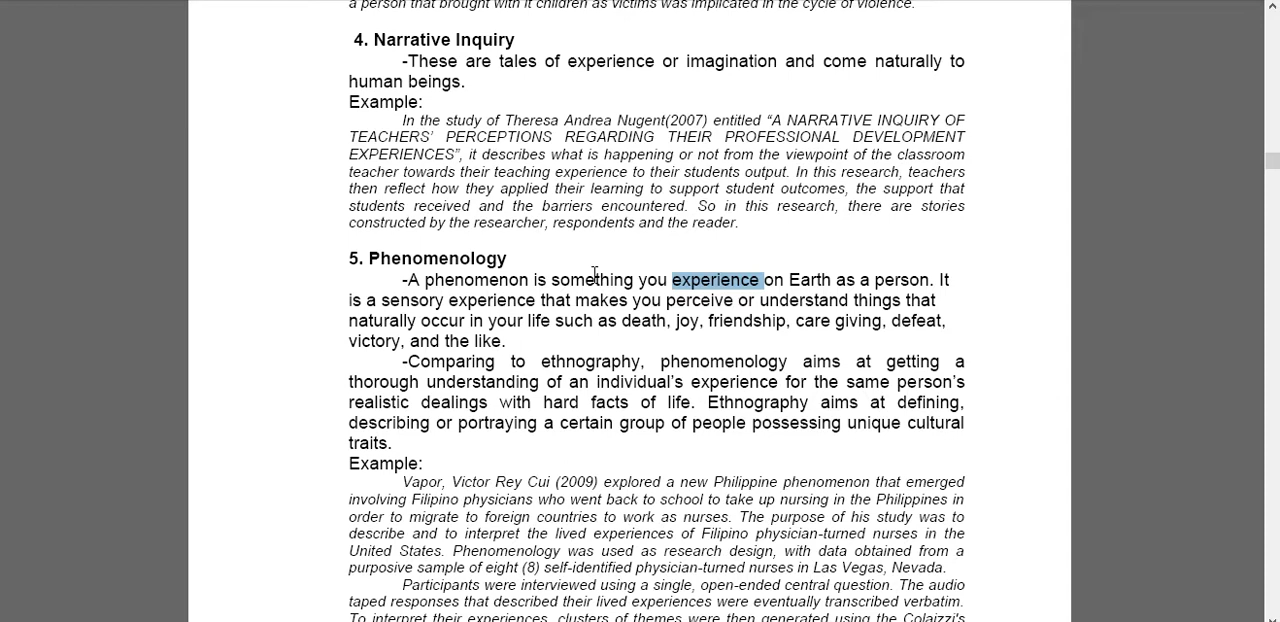 a person that brought with it children as victims was implicated in the cycle of violence.
4. Narrative Inquiry
-These are tales of experience or imagination and come naturally to
human beings.
Example:
In the study of Theresa Andrea Nugent(2007) entitled “A NARRATIVE INQUIRY OF
TEACHERS’ PERCEPTIONS REGARDING THEIR PROFESSIONAL DEVELOPMENT
EXPERIENCES”, it describes what is happening or not from the viewpoint of the classroom
teacher towards their teaching experience to their students output. In this research, teachers
then reflect how they applied their learning to support student outcomes, the support that
students received and the barriers encountered. So in this research, there are stories
constructed by the researcher, respondents and the reader.
5. Phenomenology
-A phenomenon is something you experience on Earth as a person. It
is a sensory experience that makes you perceive or understand things that
naturally occur in your life such as death, joy, friendship, care giving, defeat,
victory, and the like.
-Comparing to ethnography, phenomenology aims at getting a
thorough understanding of an individual’s experience for the same person’s
realistic dealings with hard facts of life. Ethnography aims at defining,
describing or portraying a certain group of people possessing unique cultural
traits.
Example:
Vapor, Victor Rey Cui (2009) explored a new Philippine phenomenon that emerged
involving Filipino physicians who went back to school to take up nursing in the Philippines in
order to migrate to foreign countries to work as nurses. The purpose of his study was to
describe and to interpret the lived experiences of Filipino physician-turned nurses in the
United States. Phenomenology was used as research design, with data obtained from a
purposive sample of eight (8) self-identified physician-turned nurses in Las Vegas, Nevada.
Participants were interviewed using a single, open-ended central question. The audio
taped responses that described their lived experiences were eventually transcribed verbatim.
To interpret their experiences, clusters of themes were then generated using the Colaizzi's